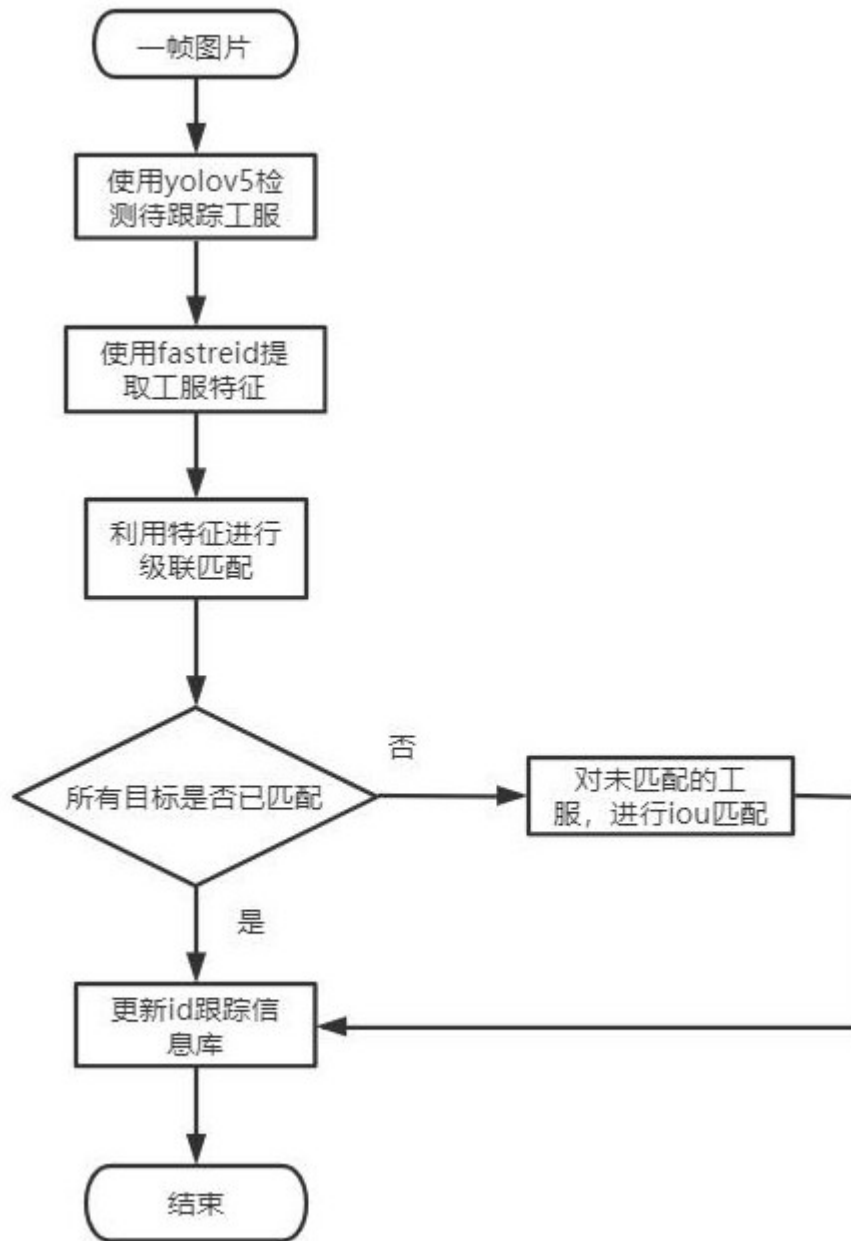 一帧图片
使用yolov5检
测待跟踪工服
使用fastreid提
取工服特征
利用特征进行
级联匹配
所有目标是否已匹配
否
对未匹配的工
服，进行iou匹配
是
更新id跟踪信
息库
结束